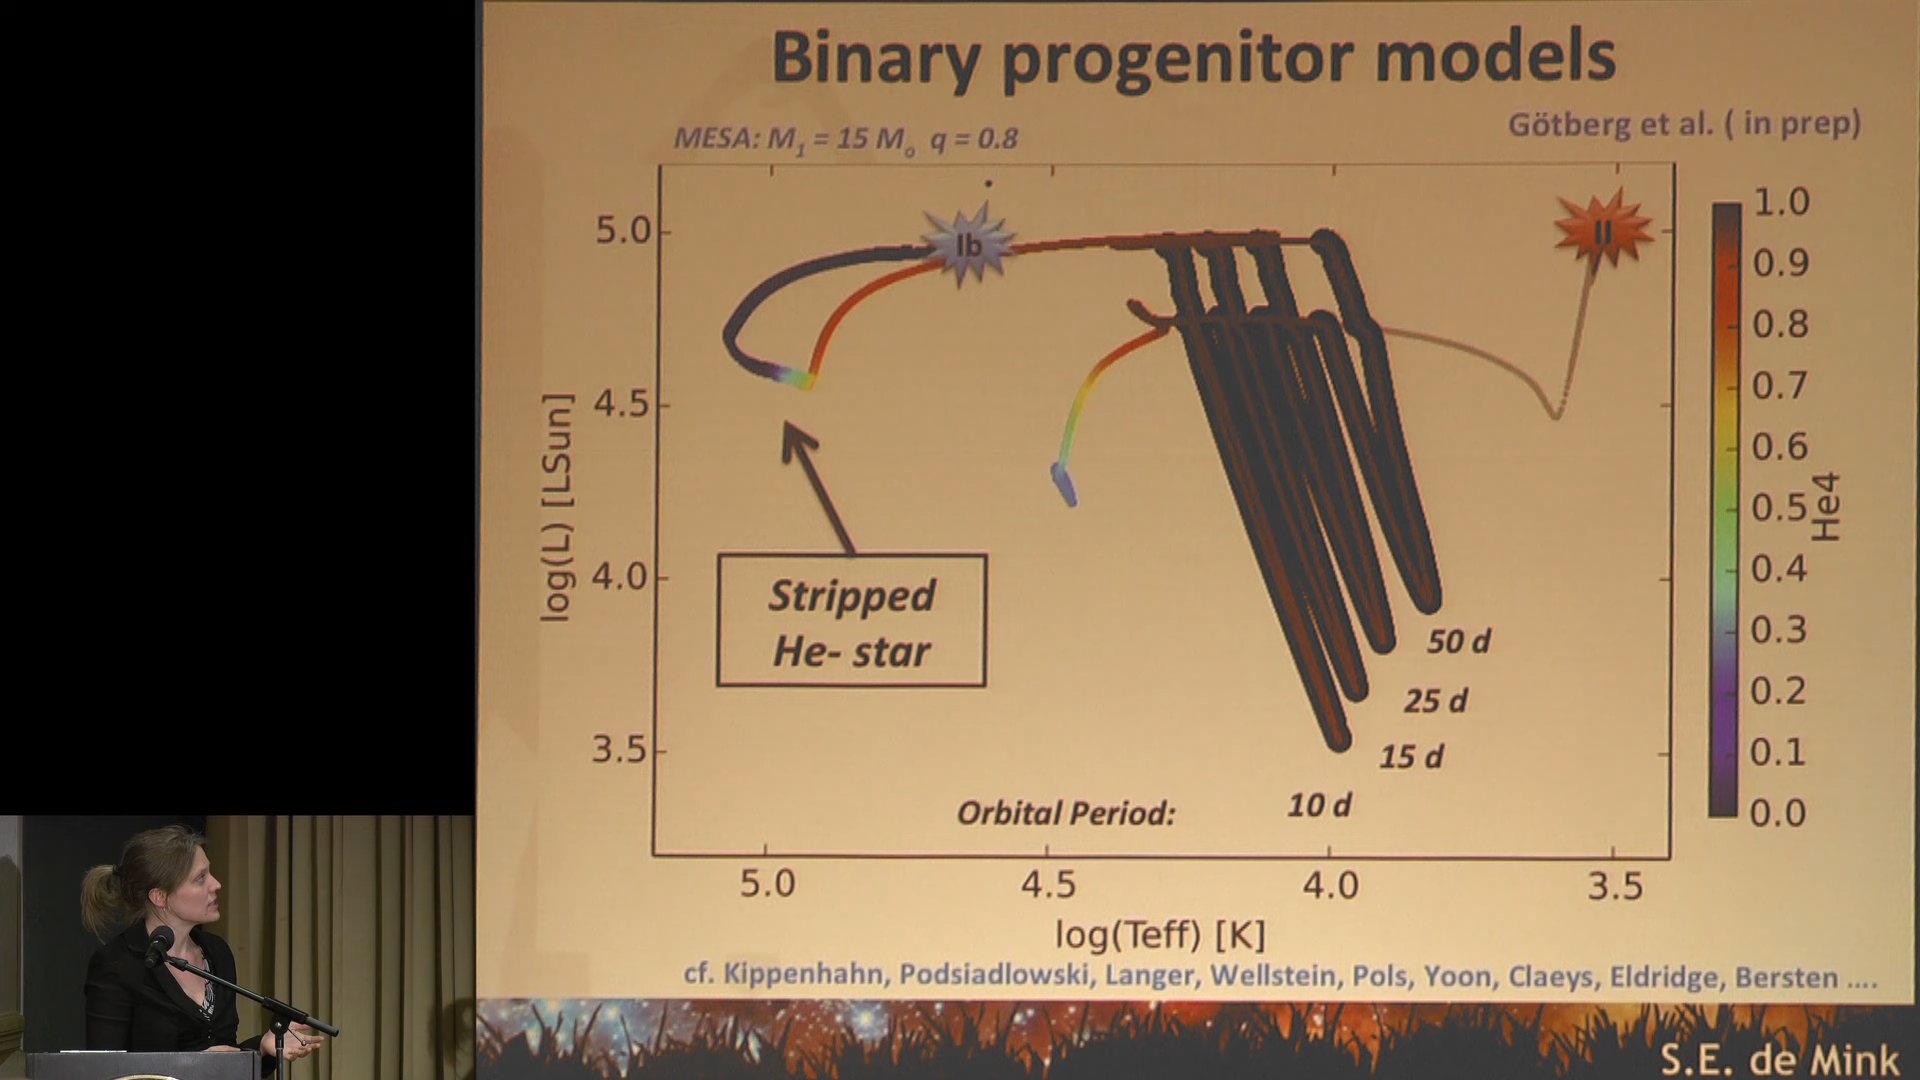 Binary progenitor models
Götberg et al. ( in prep)
MESA: M1 = 15 Mo q = 0.8
Ib
II
5.0
4.5
4.0
3.5
log(L) [LSun]
Stripped
He- star
50 d
25 d
15 d
Orbital Period: 10 d
5.0 4.5 4.0 3.5
log(Teff) [K]
1.0
0.9
0.8
0.7
0.6
0.5
0.4
0.3
0.2
0.1
0.0
He4
cf. Kippenhahn, Podsiadlowski, Langer, Wellstein, Pols, Yoon, Claeys, Eldridge, Bersten ....
S.E. de Mink